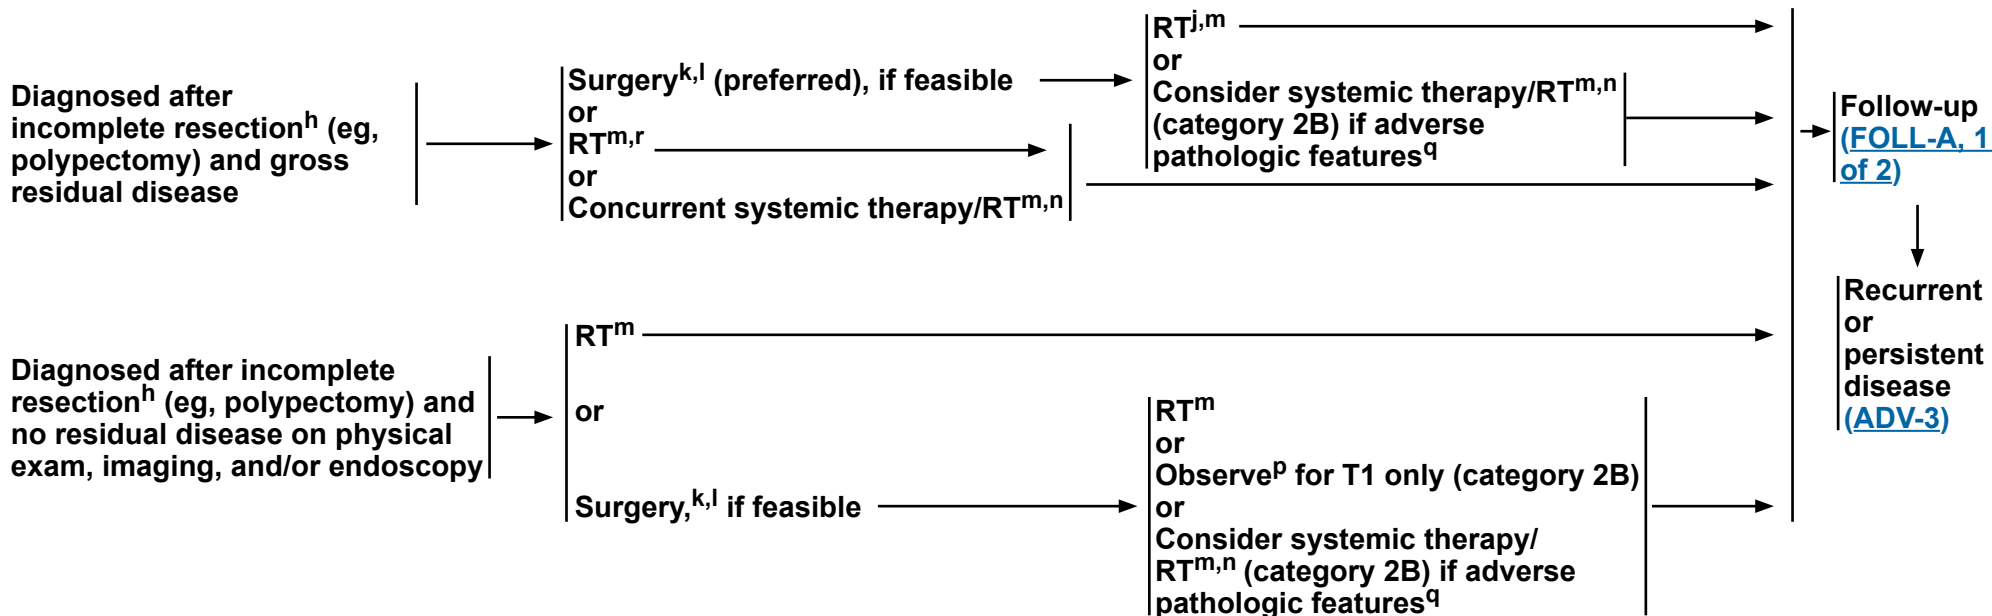 Diagnosed after
incomplete resectionʰ (eg,
polypectomy) and gross
residual disease
Surgeryᵏ,ˡ (preferred), if feasible
or
RTᵐ,ʳ
or
Concurrent systemic therapy/RTᵐ,ⁿ
RTʲ,ᵐ
or
Consider systemic therapy/RTᵐ,ⁿ
(category 2B) if adverse
pathologic features^q
Follow-up
(FOLL-A, 1
of 2)
Recurrent
or
persistent
disease
(ADV-3)
Diagnosed after incomplete
resectionʰ (eg, polypectomy) and
no residual disease on physical
exam, imaging, and/or endoscopy
RTᵐ
or
Surgery,ᵏ,ˡ if feasible
RTᵐ
or
Observeᵖ for T1 only (category 2B)
or
Consider systemic therapy/
RTᵐ,ⁿ (category 2B) if adverse
pathologic features^q